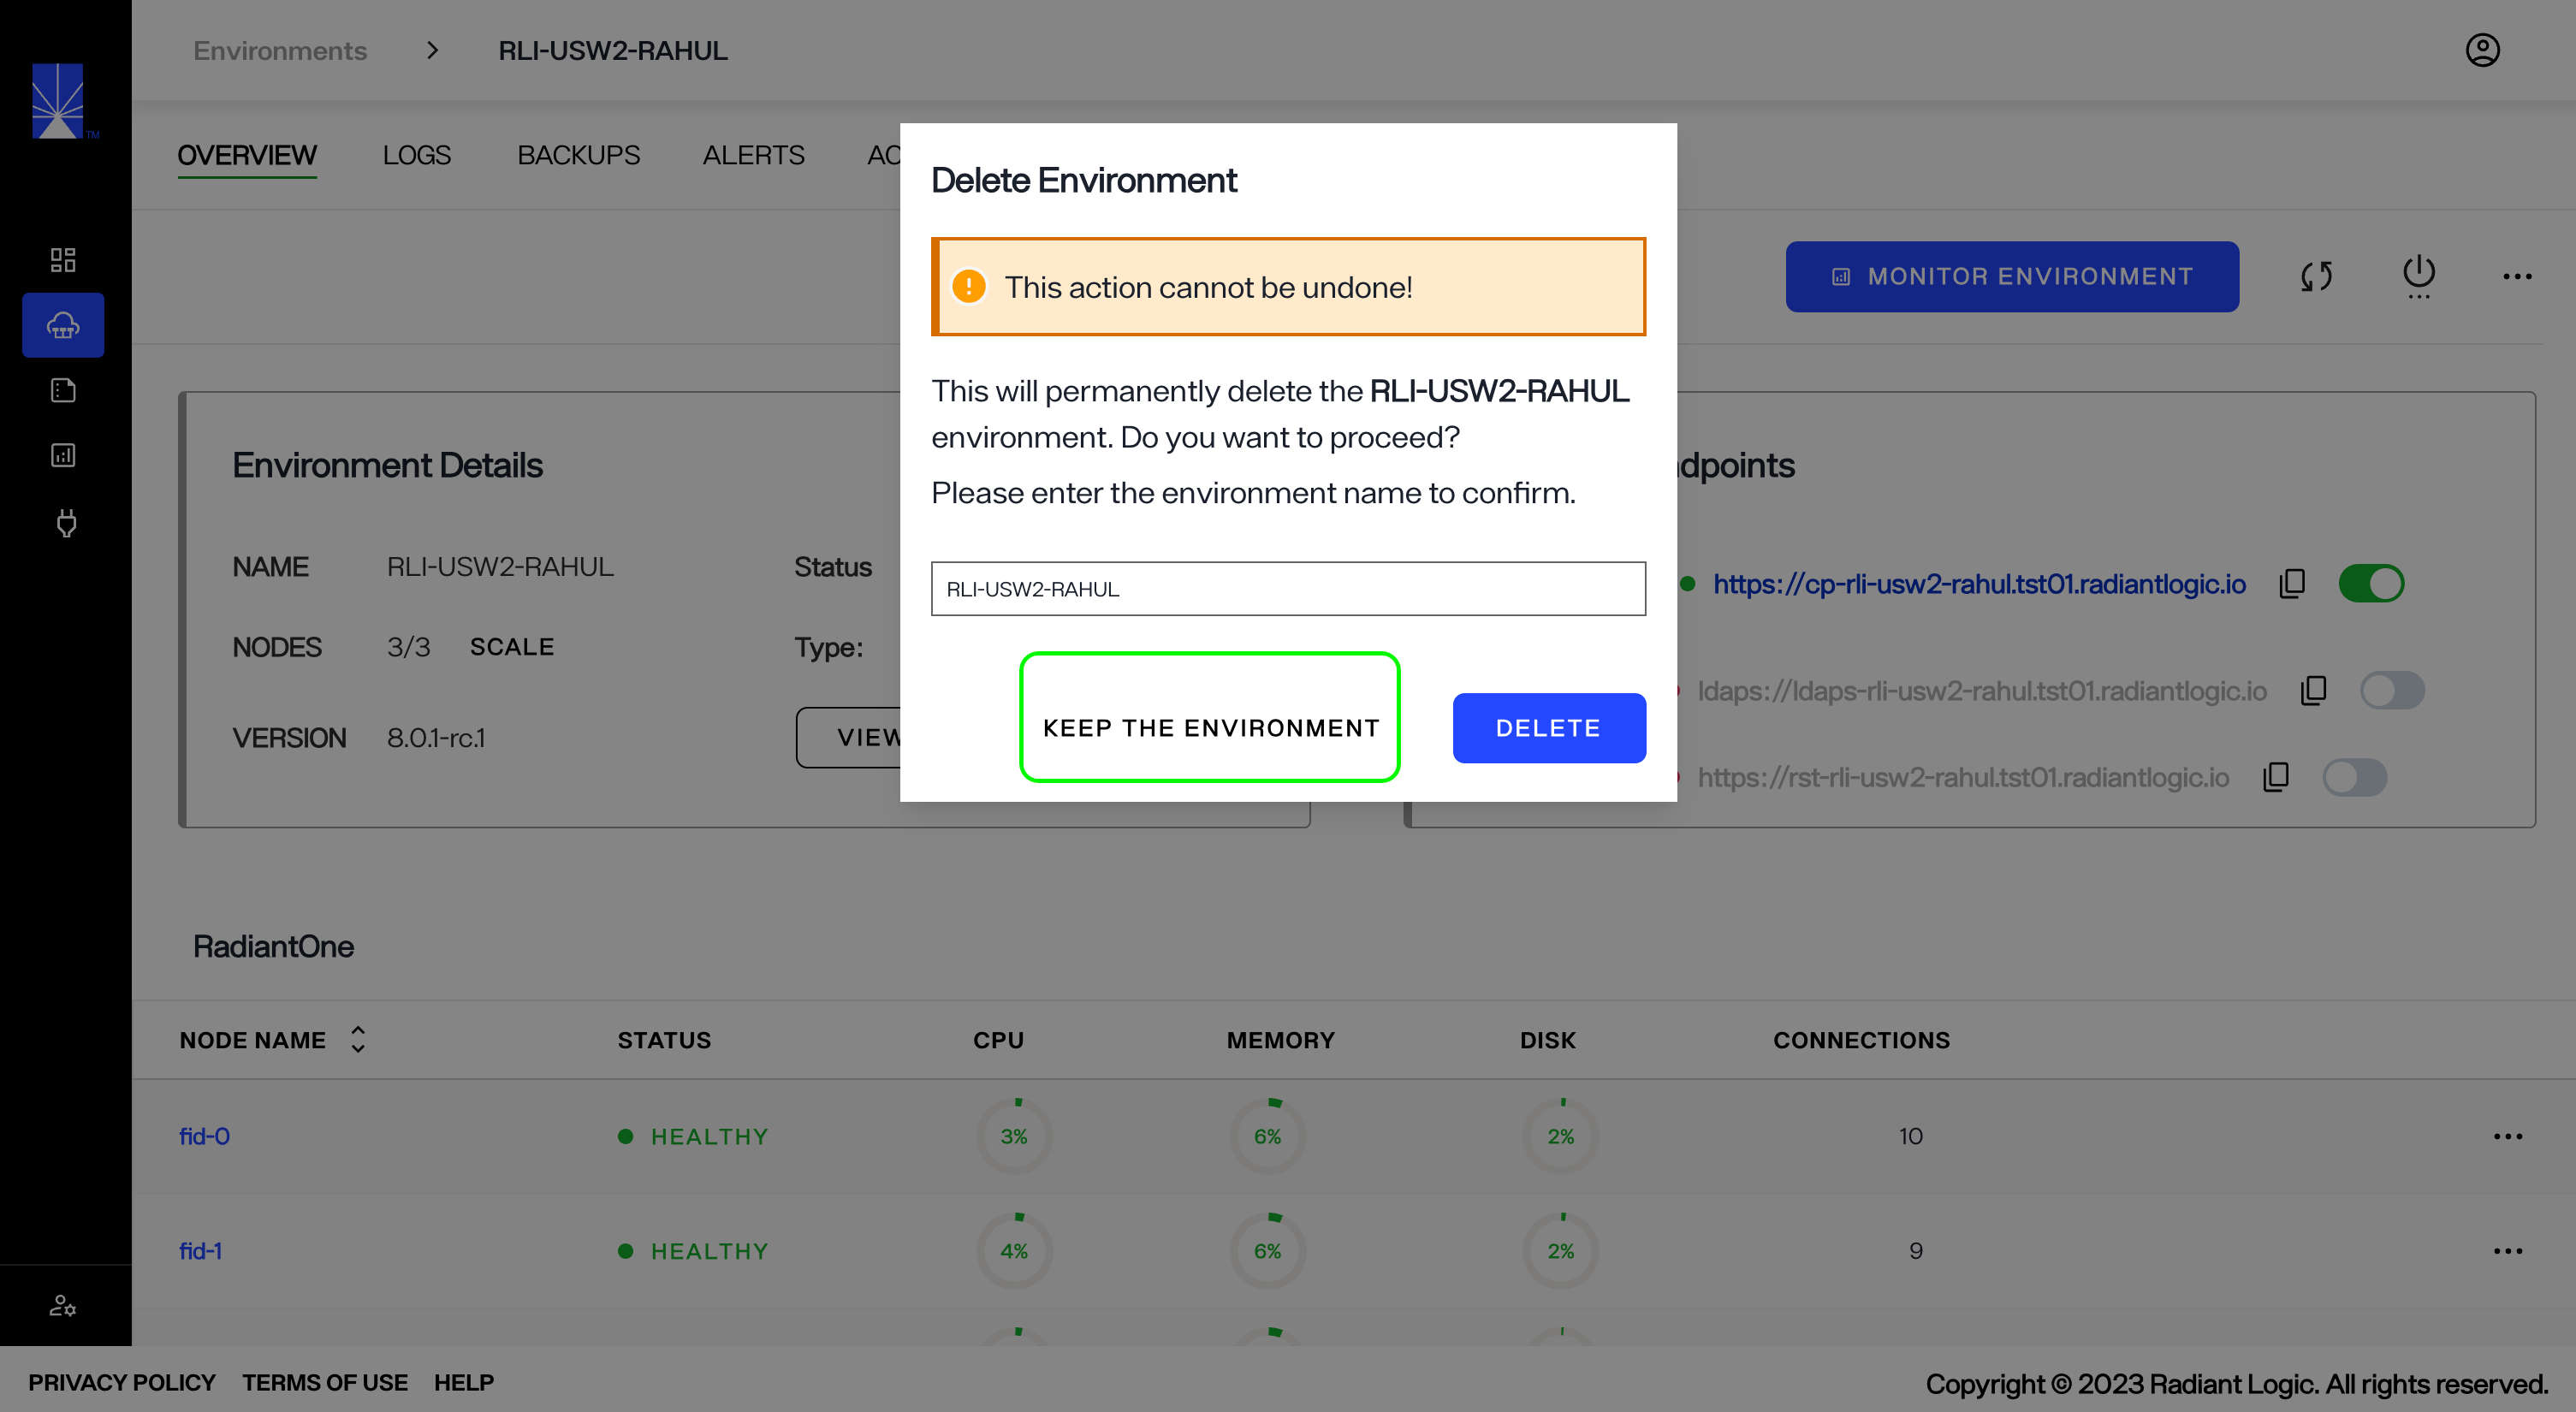 Environments > RLI-USW2-RAHUL
TM
OVERVIEW LOGS BACKUPS ALERTS
MONITOR ENVIRONMENT
Delete Environment
This action cannot be undone!
This will permanently delete the RLI-USW2-RAHUL
environment. Do you want to proceed?
Please enter the environment name to confirm.
RLI-USW2-RAHUL
KEEP THE ENVIRONMENT DELETE
Environment Details
NAME RLI-USW2-RAHUL Status
NODES 3/3 SCALE Type:
VERSION 8.0.1-rc.1 VIEW
dpoints
https://cp-rli-usw2-rahul.tst01.radiantlogic.io
ldaps://ldaps-rli-usw2-rahul.tst01.radiantlogic.io
https://rst-rli-usw2-rahul.tst01.radiantlogic.io
RadiantOne
NODE NAME STATUS CPU MEMORY DISK CONNECTIONS
fid-0 HEALTHY 3% 6% 2% 10
fid-1 HEALTHY 4% 6% 2% 9
PRIVACY POLICY TERMS OF USE HELP
Copyright © 2023 Radiant Logic. All rights reserved.